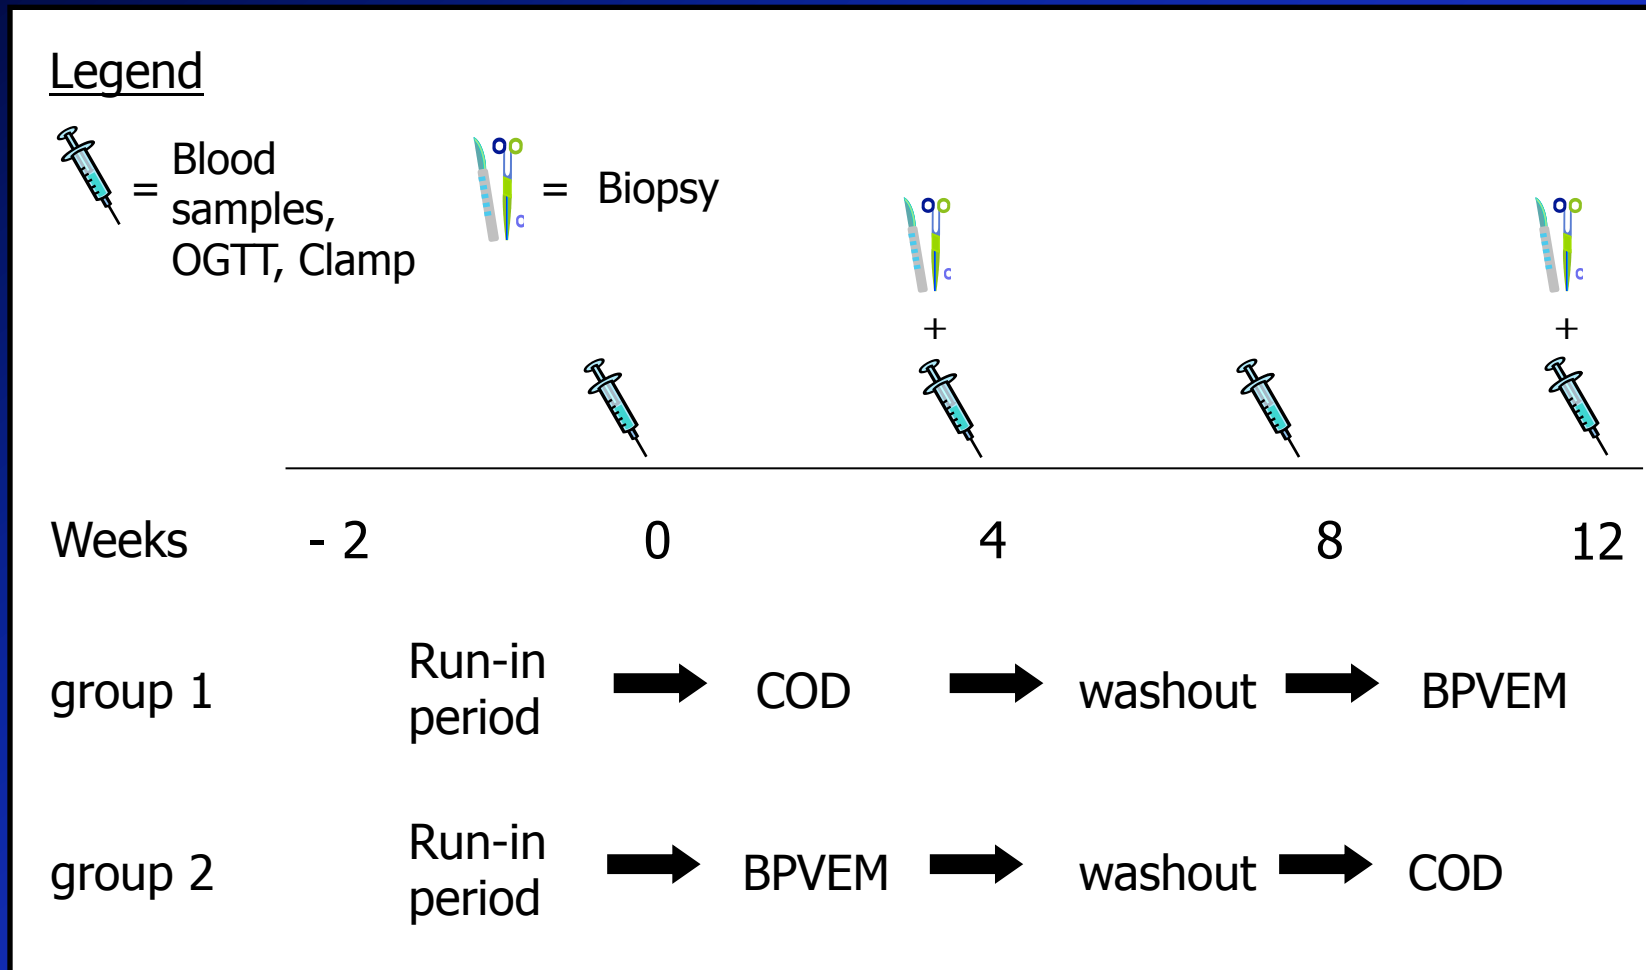 Legend
= Blood
samples,
OGTT, Clamp
= Biopsy
+ +
Weeks - 2 0 4 8 12
group 1 Run-in period COD washout BPVEM
group 2 Run-in period BPVEM washout COD